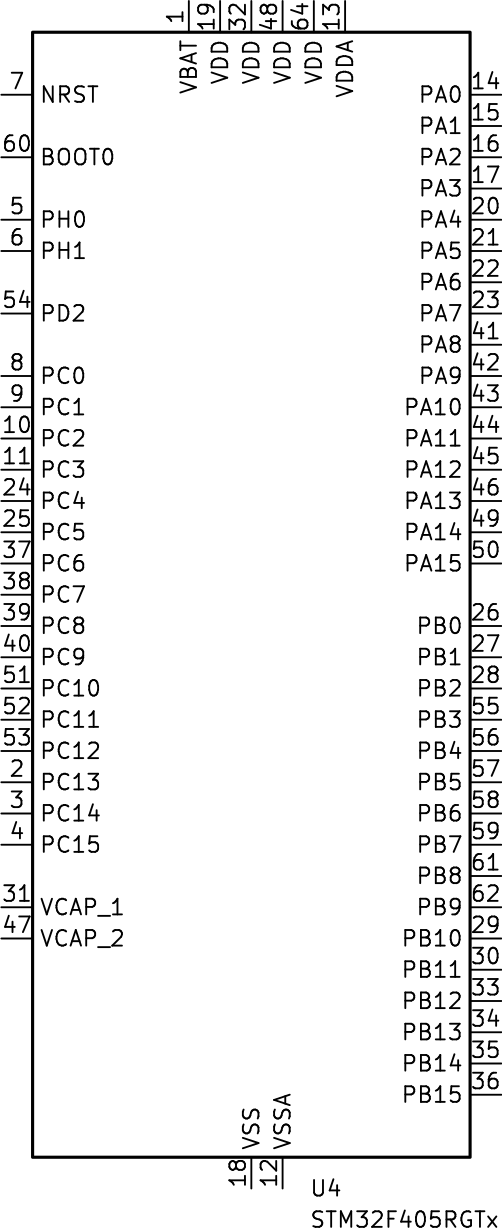 1 19 32 48 64 13
VBAT VDD VDD VDD VDD VDDA
7 NRST PA0 14
PA1 15
60 BOOT0 PA2 16
PA3 17
5 PH0 PA4 20
6 PH1 PA5 21
PA6 22
54 PD2 PA7 23
PA8 41
8 PC0 PA9 42
9 PC1 PA10 43
10 PC2 PA11 44
11 PC3 PA12 45
24 PC4 PA13 46
25 PC5 PA14 49
37 PC6 PA15 50
38 PC7
39 PC8 PB0 26
40 PC9 PB1 27
51 PC10 PB2 28
52 PC11 PB3 55
53 PC12 PB4 56
2 PC13 PB5 57
3 PC14 PB6 58
4 PC15 PB7 59
PB8 61
31 VCAP_1 PB9 62
47 VCAP_2 PB10 29
PB11 30
PB12 33
PB13 34
PB14 35
PB15 36
VSS VSSA
18 12
U4
STM32F405RGTx